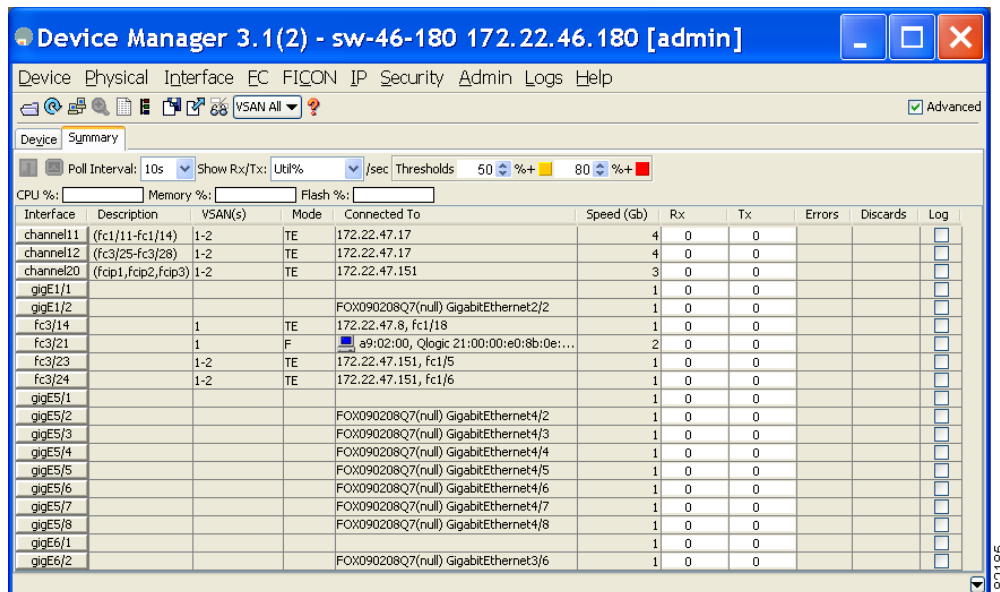 Device Manager 3.1(2) - sw-46-180 172.22.46.180 [admin]
Device Physical Interface FC FICON IP Security Admin Logs Help
VSAN All Advanced
Device Summary
Poll Interval: 10s Show Rx/Tx: Util% /sec Thresholds 50 %+ 80 %+
CPU %: Memory %: Flash %:
Interface Description VSAN(s) Mode Connected To Speed (Gb) Rx Tx Errors Discards Log
channel11 (fc1/11-fc1/14) 1-2 TE 172.22.47.17 4 0 0
channel12 (fc3/25-fc3/28) 1-2 TE 172.22.47.17 4 0 0
channel20 (fcip1,fcip2,fcip3) 1-2 TE 172.22.47.151 3 0 0
gigE1/1 1 0 0
gigE1/2 FOX090208Q7(null) GigabitEthernet2/2 1 0 0
fc3/14 1 TE 172.22.47.8, fc1/18 1 0 0
fc3/21 1 F a9:02:00, Qlogic 21:00:00:e0:8b:0e:... 2 0 0
fc3/23 1-2 TE 172.22.47.151, fc1/5 1 0 0
fc3/24 1-2 TE 172.22.47.151, fc1/6 1 0 0
gigE5/1 1 0 0
gigE5/2 FOX090208Q7(null) GigabitEthernet4/2 1 0 0
gigE5/3 FOX090208Q7(null) GigabitEthernet4/3 1 0 0
gigE5/4 FOX090208Q7(null) GigabitEthernet4/4 1 0 0
gigE5/5 FOX090208Q7(null) GigabitEthernet4/5 1 0 0
gigE5/6 FOX090208Q7(null) GigabitEthernet4/6 1 0 0
gigE5/7 FOX090208Q7(null) GigabitEthernet4/7 1 0 0
gigE5/8 FOX090208Q7(null) GigabitEthernet4/8 1 0 0
gigE6/1 1 0 0
gigE6/2 FOX090208Q7(null) GigabitEthernet3/6 1 0 0